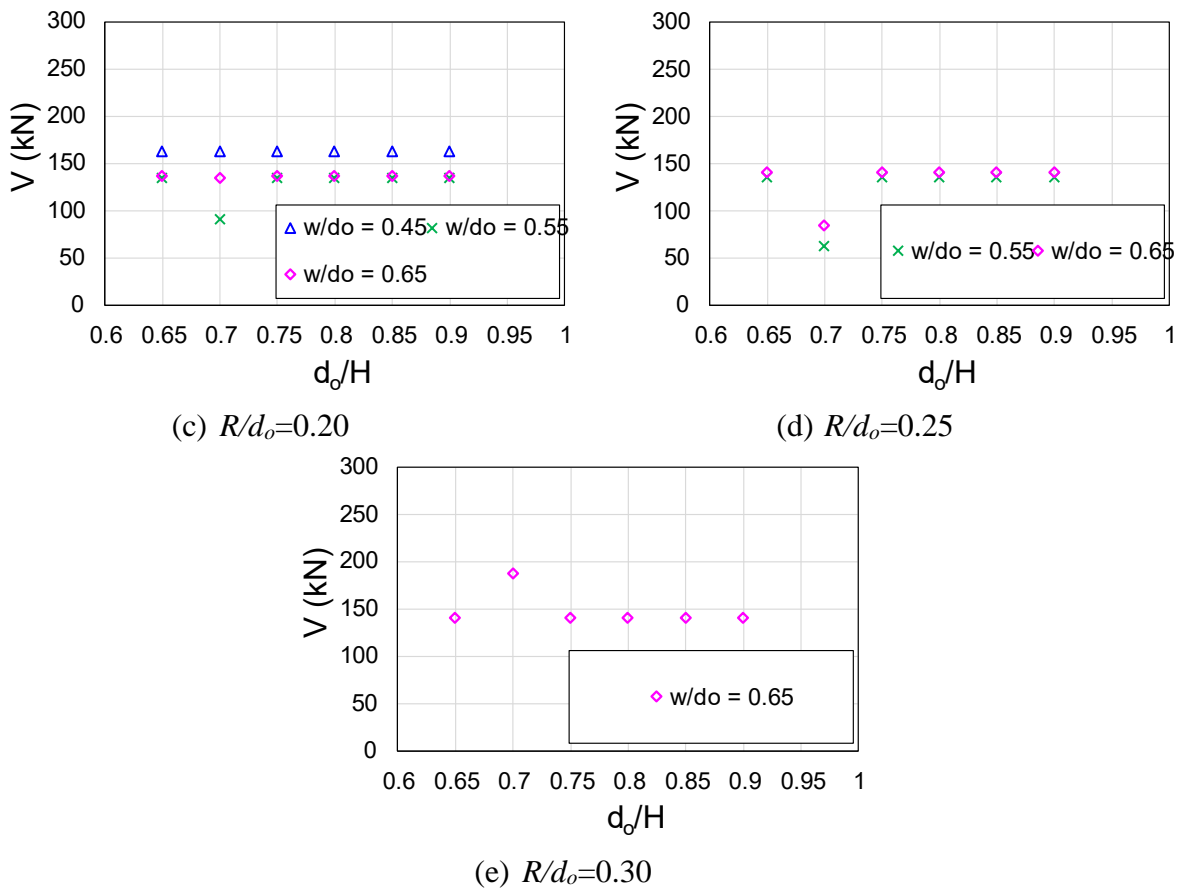 300
250
200
150
100
50
0
V (kN)
0.6 0.65 0.7 0.75 0.8 0.85 0.9 0.95 1
do/H
w/do = 0.45 w/do = 0.55
w/do = 0.65
(c) R/do=0.20
300
250
200
150
100
50
0
V (kN)
0.6 0.65 0.7 0.75 0.8 0.85 0.9 0.95 1
do/H
w/do = 0.55 w/do = 0.65
(d) R/do=0.25
300
250
200
150
100
50
0
V (kN)
0.6 0.65 0.7 0.75 0.8 0.85 0.9 0.95 1
do/H
w/do = 0.65
(e) R/do=0.30